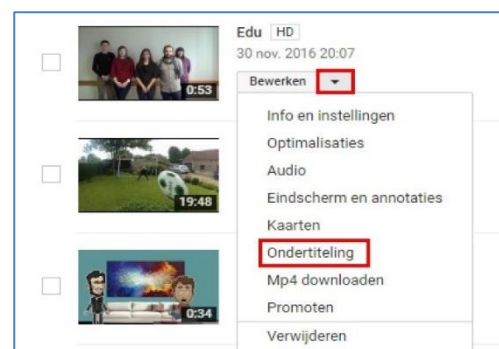 Edu HD
30 nov. 2016 20:07
Bewerken
0:53
Info en instellingen
Optimalisaties
Audio
19:48
Eindscherm en annotaties
Kaarten
Ondertiteling
Mp4 downloaden
0:34
Promoten
Verwijderen